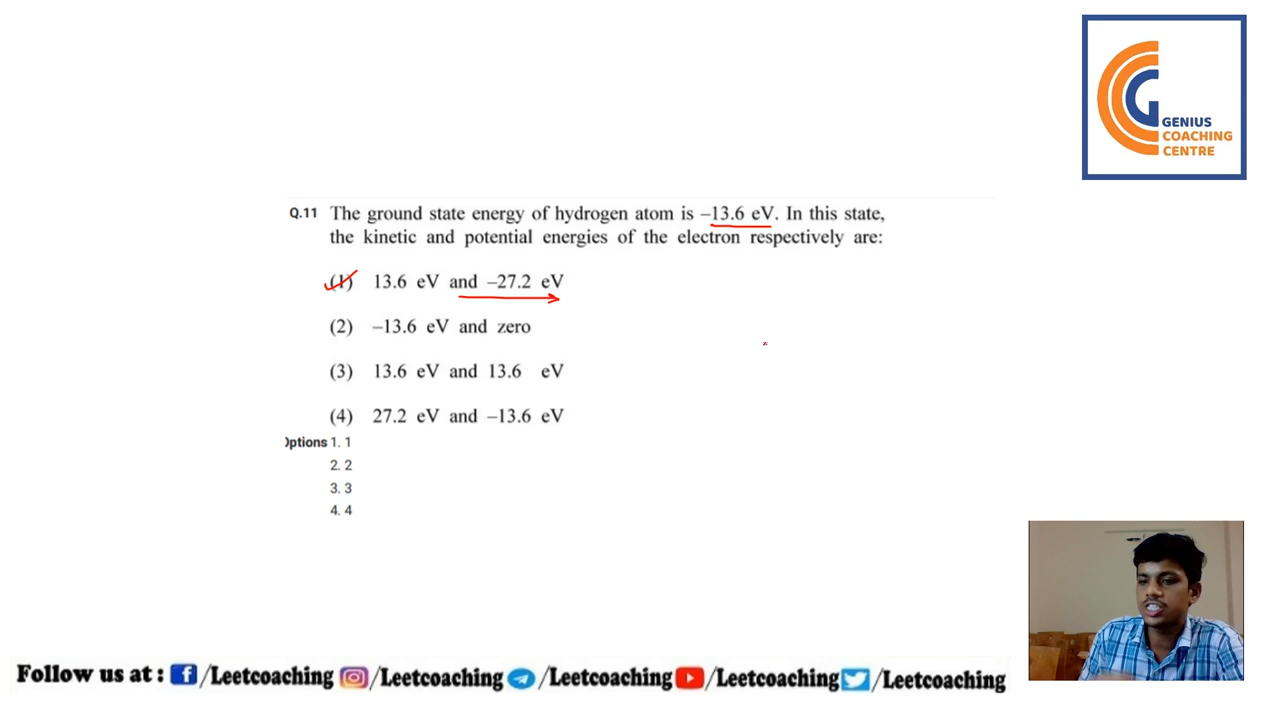 GENIUS
COACHING
CENTRE
Q.11 The ground state energy of hydrogen atom is –13.6 eV. In this state,
the kinetic and potential energies of the electron respectively are:
(1) 13.6 eV and –27.2 eV
(2) –13.6 eV and zero
(3) 13.6 eV and 13.6 eV
(4) 27.2 eV and –13.6 eV
Options 1. 1
2. 2
3. 3
4. 4
Follow us at : /Leetcoaching /Leetcoaching /Leetcoaching /Leetcoaching /Leetcoaching